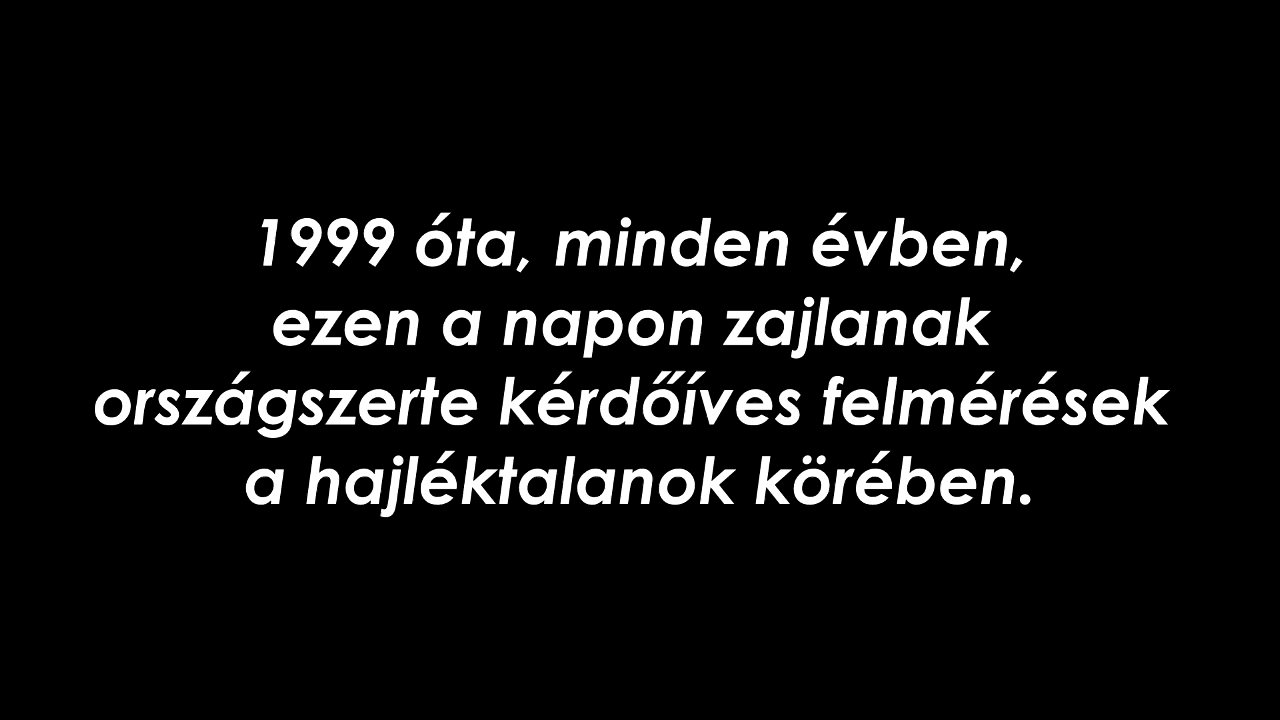 1999 óta, minden évben,
ezen a napon zajlanak
országszerte kérdőíves felmérések
a hajléktalanok körében.